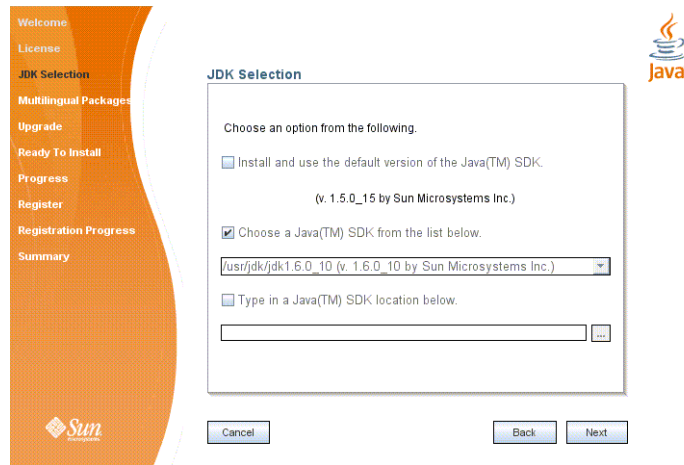 Welcome
License
JDK Selection
Multilingual Packages
Upgrade
Ready To Install
Progress
Register
Registration Progress
Summary
Sun
microsystems
Java
JDK Selection
Choose an option from the following.
Install and use the default version of the Java(TM) SDK.
(v. 1.5.0_15 by Sun Microsystems Inc.)
Choose a Java(TM) SDK from the list below.
/usr/jdk/jdk1.6.0_10 (v. 1.6.0_10 by Sun Microsystems Inc.)
Type in a Java(TM) SDK location below.
...
Cancel
Back
Next